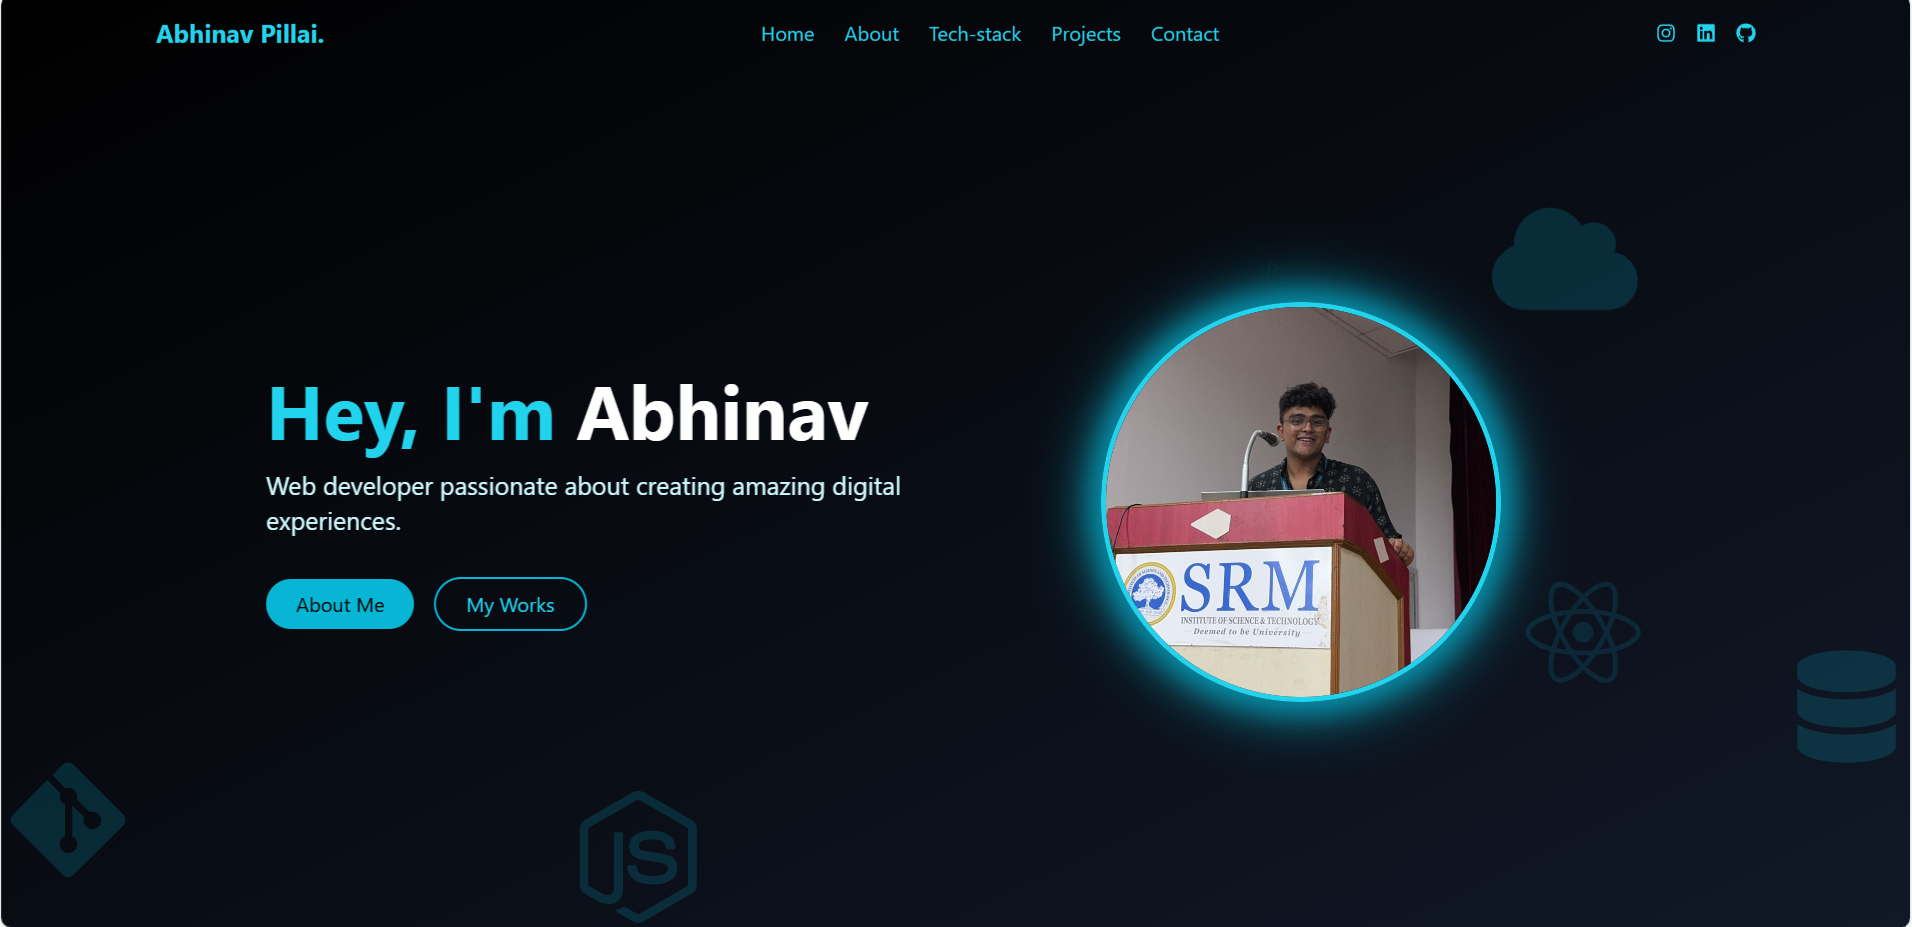 Abhinav Pillai.
Home About Tech-stack Projects Contact
Hey, I'm Abhinav
Web developer passionate about creating amazing digital
experiences.
About Me My Works
SRM
INSTITUTE OF SCIENCE & TECHNOLOGY
Deemed to be University
JS